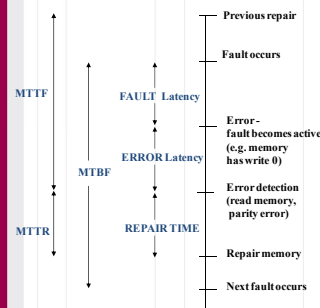 Previous repair
Fault occurs
MTTF
FAULT Latency
Error -
fault becomes active
(e.g. memory
has write 0)
ERROR Latency
MTBF
Error detection
(read memory,
parity error)
MTTR
REPAIR TIME
Repair memory
Next fault occurs